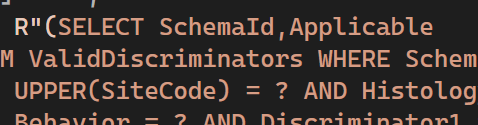 R"(SELECT SchemaId,Applicable
M ValidDiscriminators WHERE Schem
UPPER(SiteCode) = ? AND Histolog
Behavior = ? AND Discriminator1